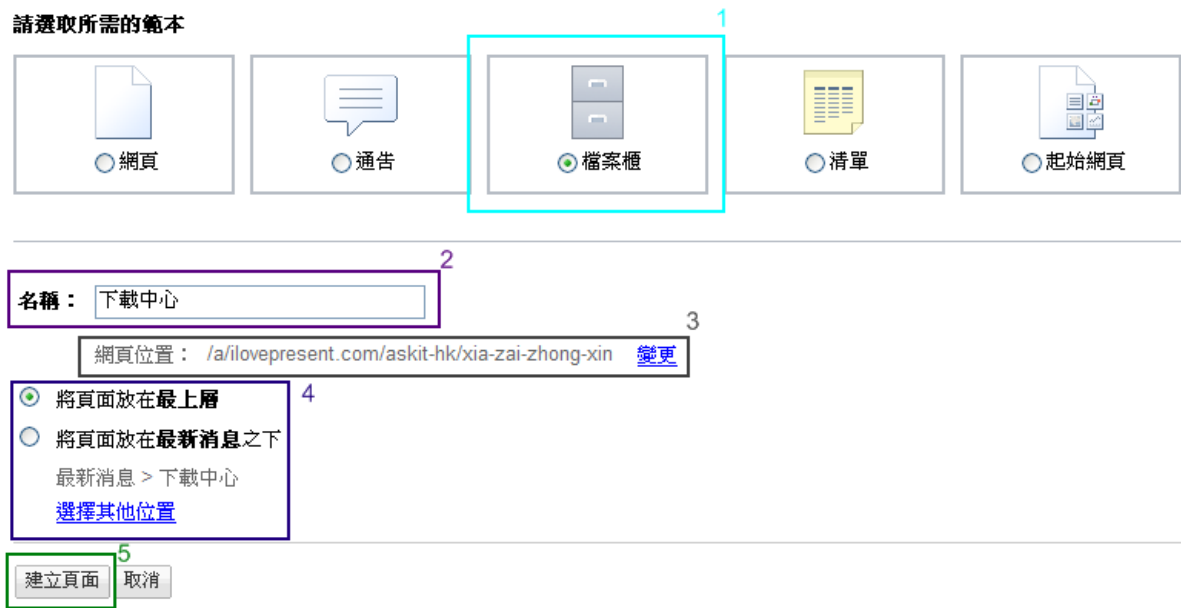 請選取所需的範本
1
網頁
通告
檔案櫃
清單
起始網頁
2
名稱： 下載中心
3
網頁位置： /a/ilovepresent.com/askit-hk/xia-zai-zhong-xin 變更
4
將頁面放在最上層
將頁面放在最新消息之下
最新消息 > 下載中心
選擇其他位置
5
建立頁面 取消